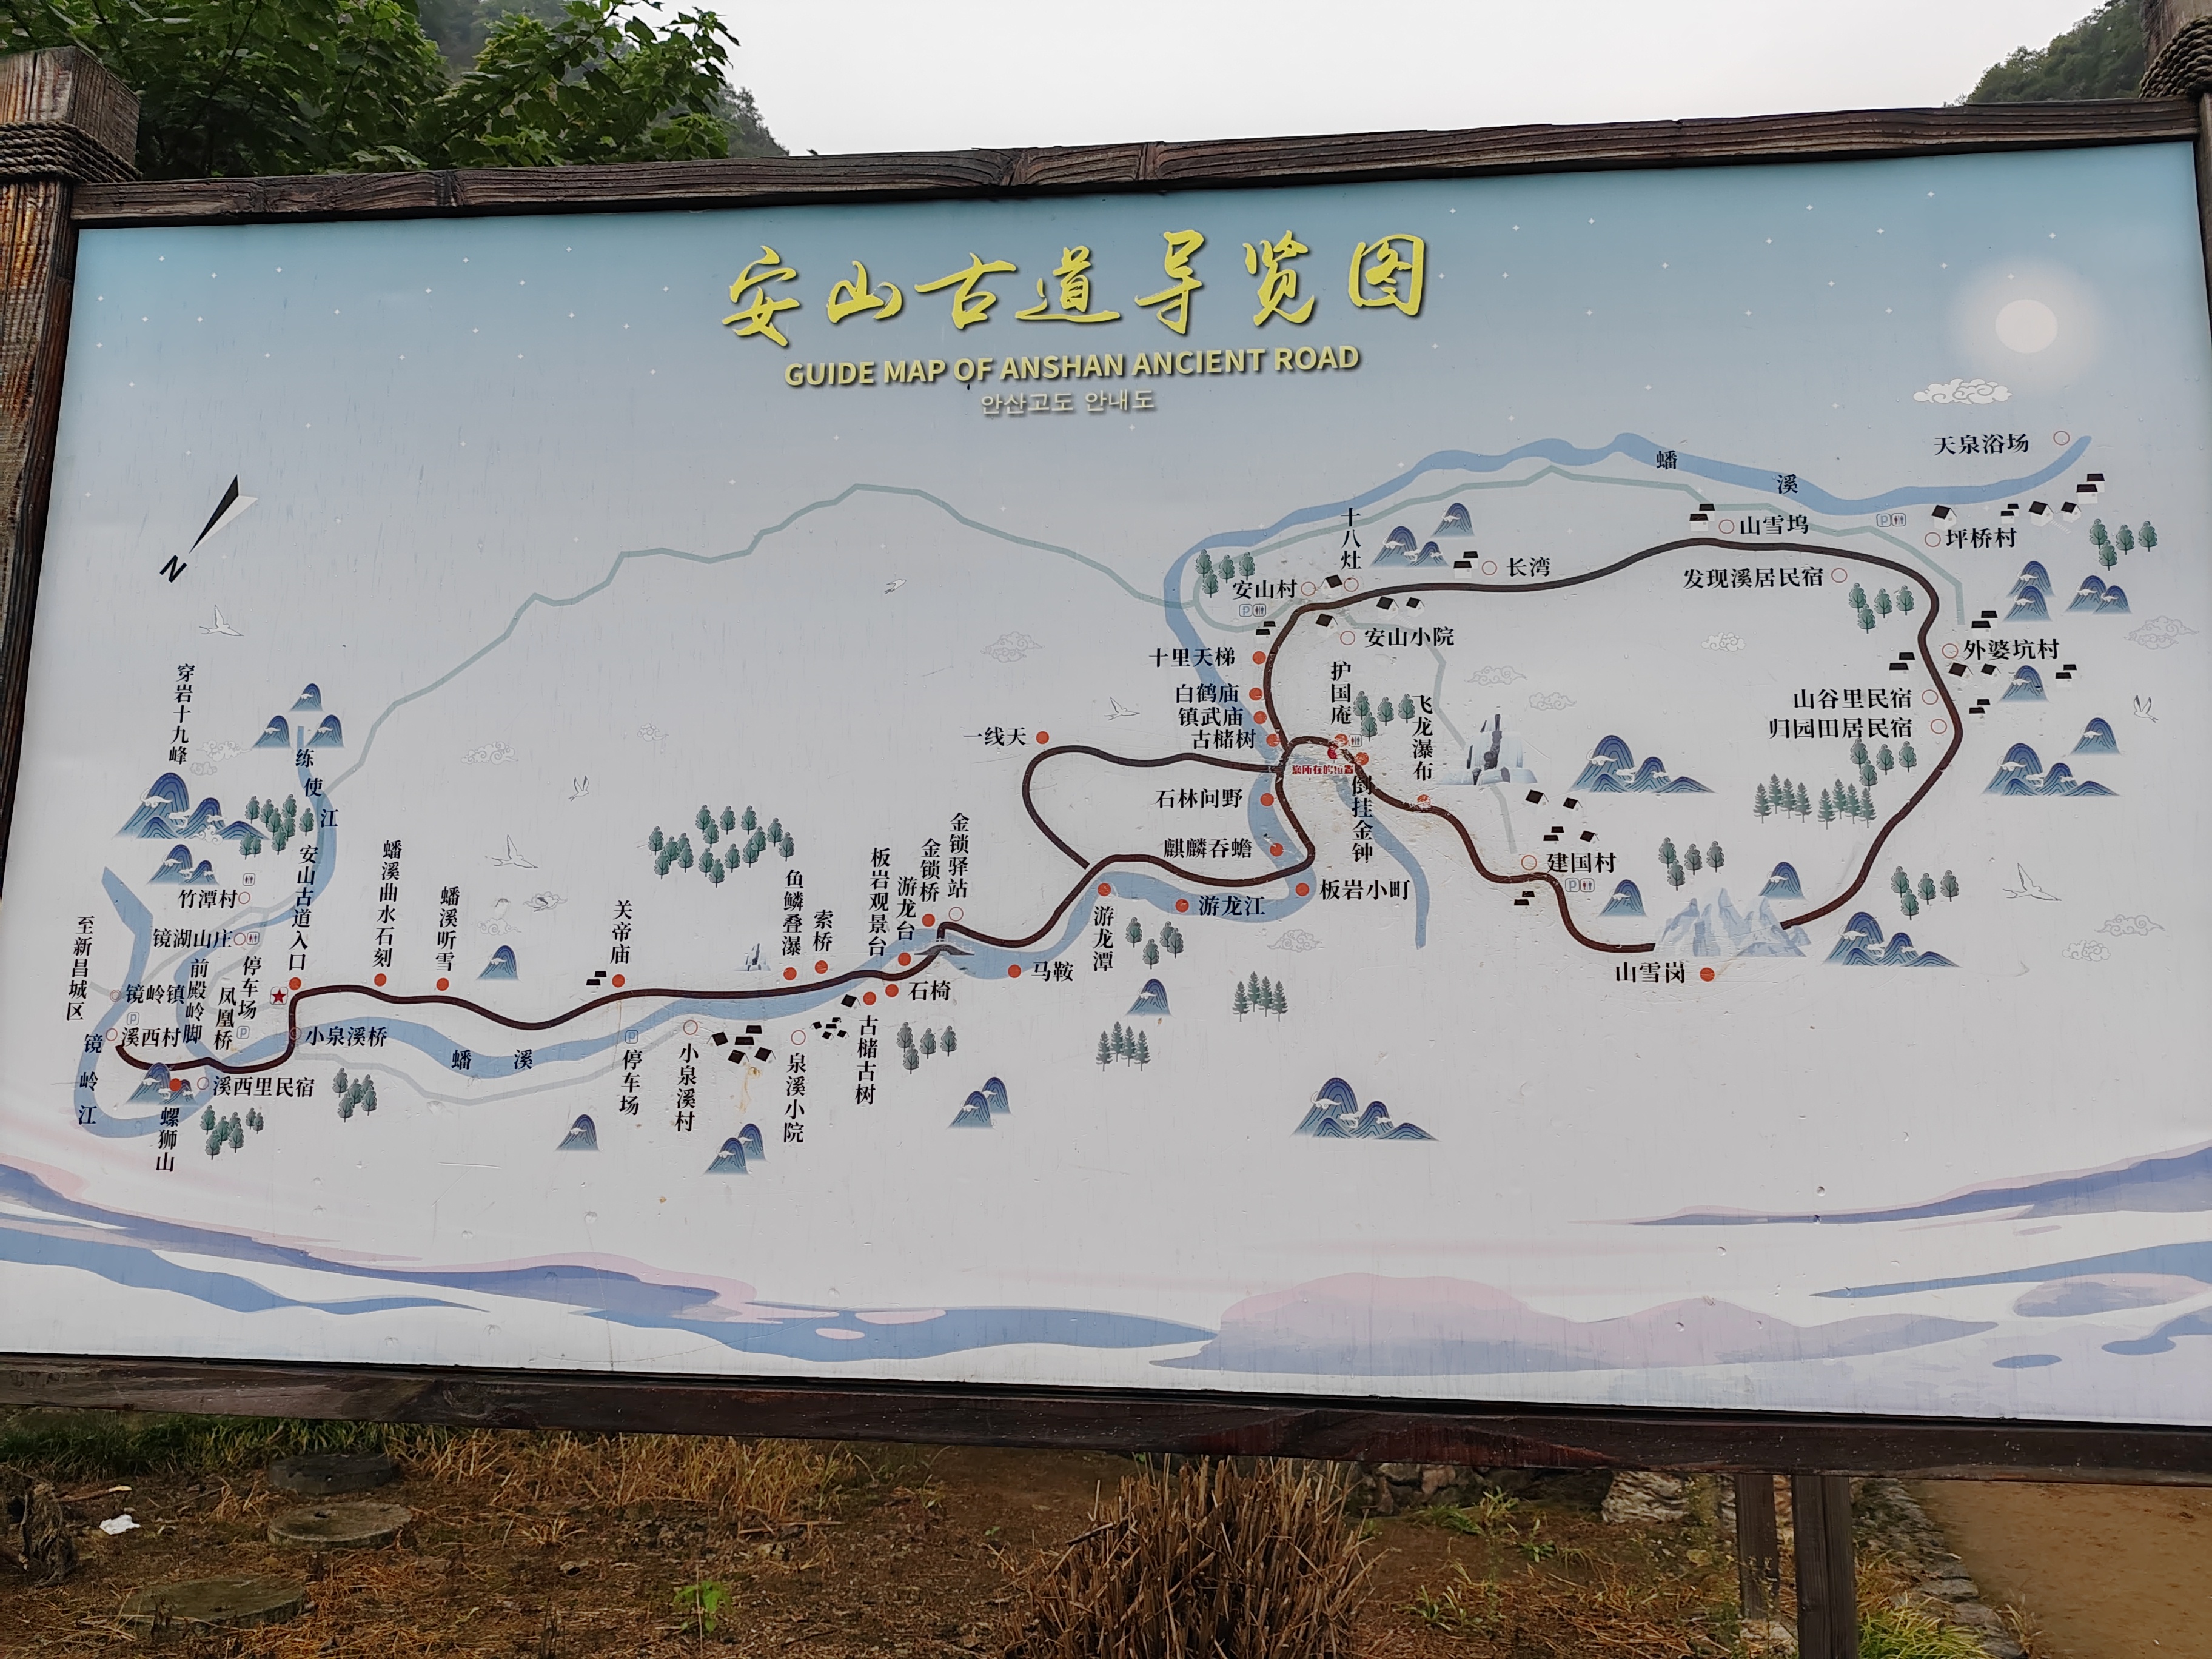 安山古道导览图
GUIDE MAP OF ANSHAN ANCIENT ROAD
안산고도 안내도
N
天泉浴场
蟠溪
坪桥村
山雪坞
十八灶
长湾
发现溪居民宿
安山村
安山小院
外婆坑村
十里天梯
护国庵
山谷里民宿
白鹤庙
镇武庙
飞龙瀑布
归园田居民宿
古槠树
一线天
您所在的位置
倒挂金钟
石林问野
麒麟吞蟾
建国村
板岩小町
游龙江
山雪岗
穿岩十九峰
练使江
竹潭村
安山古道入口
蟠溪曲水石刻
蟠溪听雪
关帝庙
鱼鳞叠瀑
索桥
板岩观景台
游龙台
金锁桥
金锁驿站
游龙潭
马鞍
石椅
古槠古树
至新昌城区
镜湖山庄
停车场
镜岭镇
前殿岭脚
凤凰桥
溪西村
小泉溪桥
镜岭江
溪西里民宿
螺狮山
蟠溪
P
停车场
小泉溪村
泉溪小院